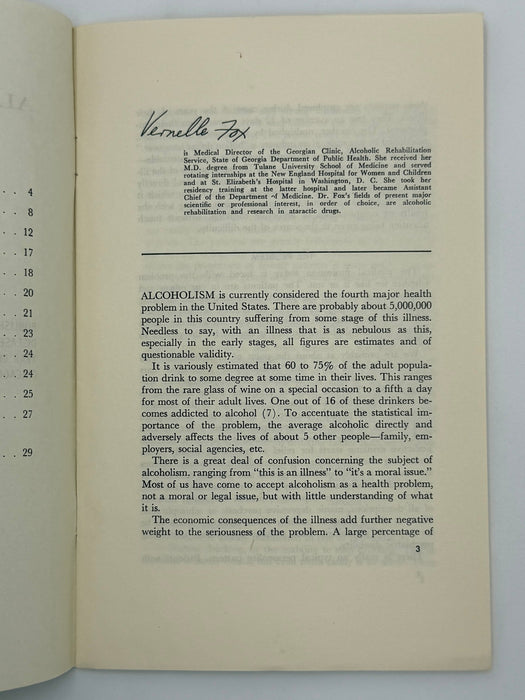 . . 4
. . 8
. . 12
. . 17
. . 18
. . 20
. . 21
. . 23
. . 24
. . 24
. . 25
. . 27
. . 29
Vernelle Fox
is Medical Director of the Georgian Clinic, Alcoholic Rehabilitation
Service, State of Georgia Department of Public Health. She received her
M.D. degree from Tulane University School of Medicine and served
rotating internships at the New England Hospital for Women and Children
and at St. Elizabeth's Hospital in Washington, D. C. She took her
residency training at the latter hospital and later became Assistant
Chief of the Department of Medicine. Dr. Fox's fields of present major
scientific or professional interest, in order of choice, are alcoholic
rehabilitation and research in ataractic drugs.
ALCOHOLISM is currently considered the fourth major health
problem in the United States. There are probably about 5,000,000
people in this country suffering from some stage of this illness.
Needless to say, with an illness that is as nebulous as this,
especially in the early stages, all figures are estimates and of
questionable validity.
It is variously estimated that 60 to 75% of the adult popula-
tion drink to some degree at some time in their lives. This ranges
from the rare glass of wine on a special occasion to a fifth a day
for most of their adult lives. One out of 16 of these drinkers be-
comes addicted to alcohol (7). To accentuate the statistical im-
portance of the problem, the average alcoholic directly and
adversely affects the lives of about 5 other people—family, em-
ployers, social agencies, etc.
There is a great deal of confusion concerning the subject of
alcoholism. ranging from "this is an illness" to "it's a moral issue."
Most of us have come to accept alcoholism as a health problem,
not a moral or legal issue, but with little understanding of what
it is.
The economic consequences of the illness add further negative
weight to the seriousness of the problem. A large percentage of
3